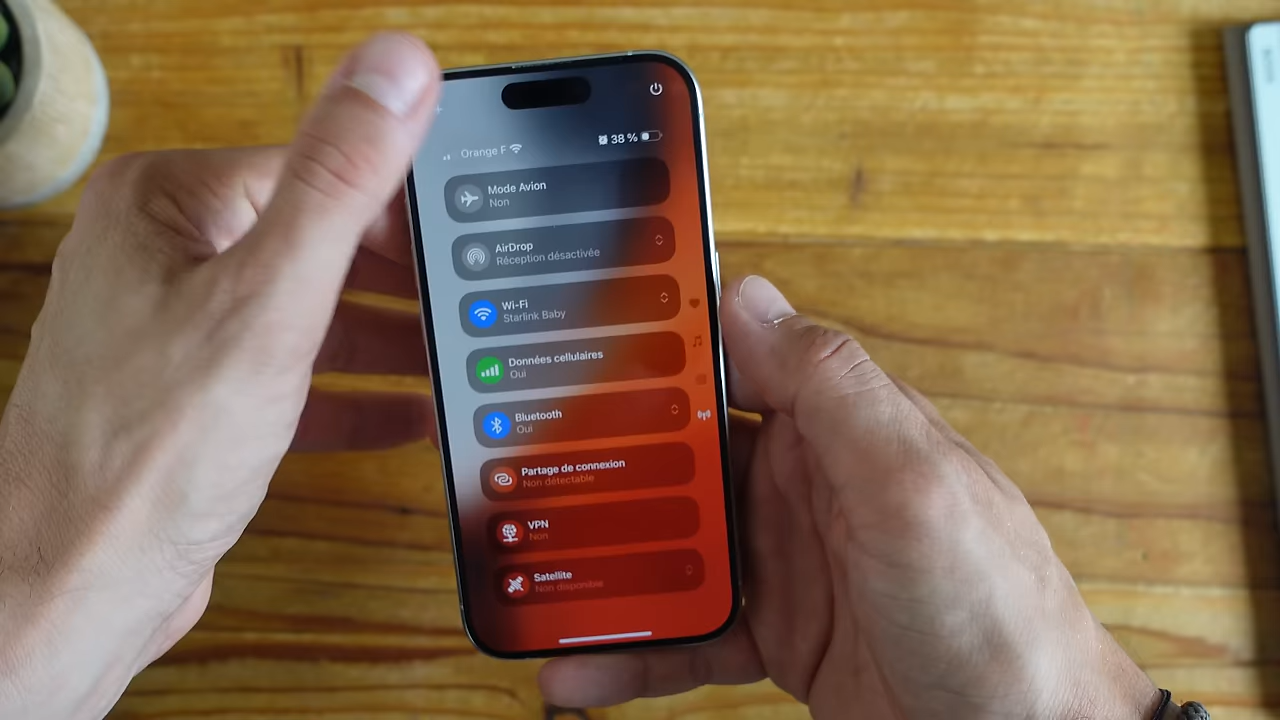 Orange F 38 %
Mode Avion
Non
AirDrop
Réception désactivée
Wi-Fi
Starlink Baby
Données cellulaires
Oui
Bluetooth
Oui
Partage de connexion
Non détectable
VPN
Non
Satellite
Non disponible